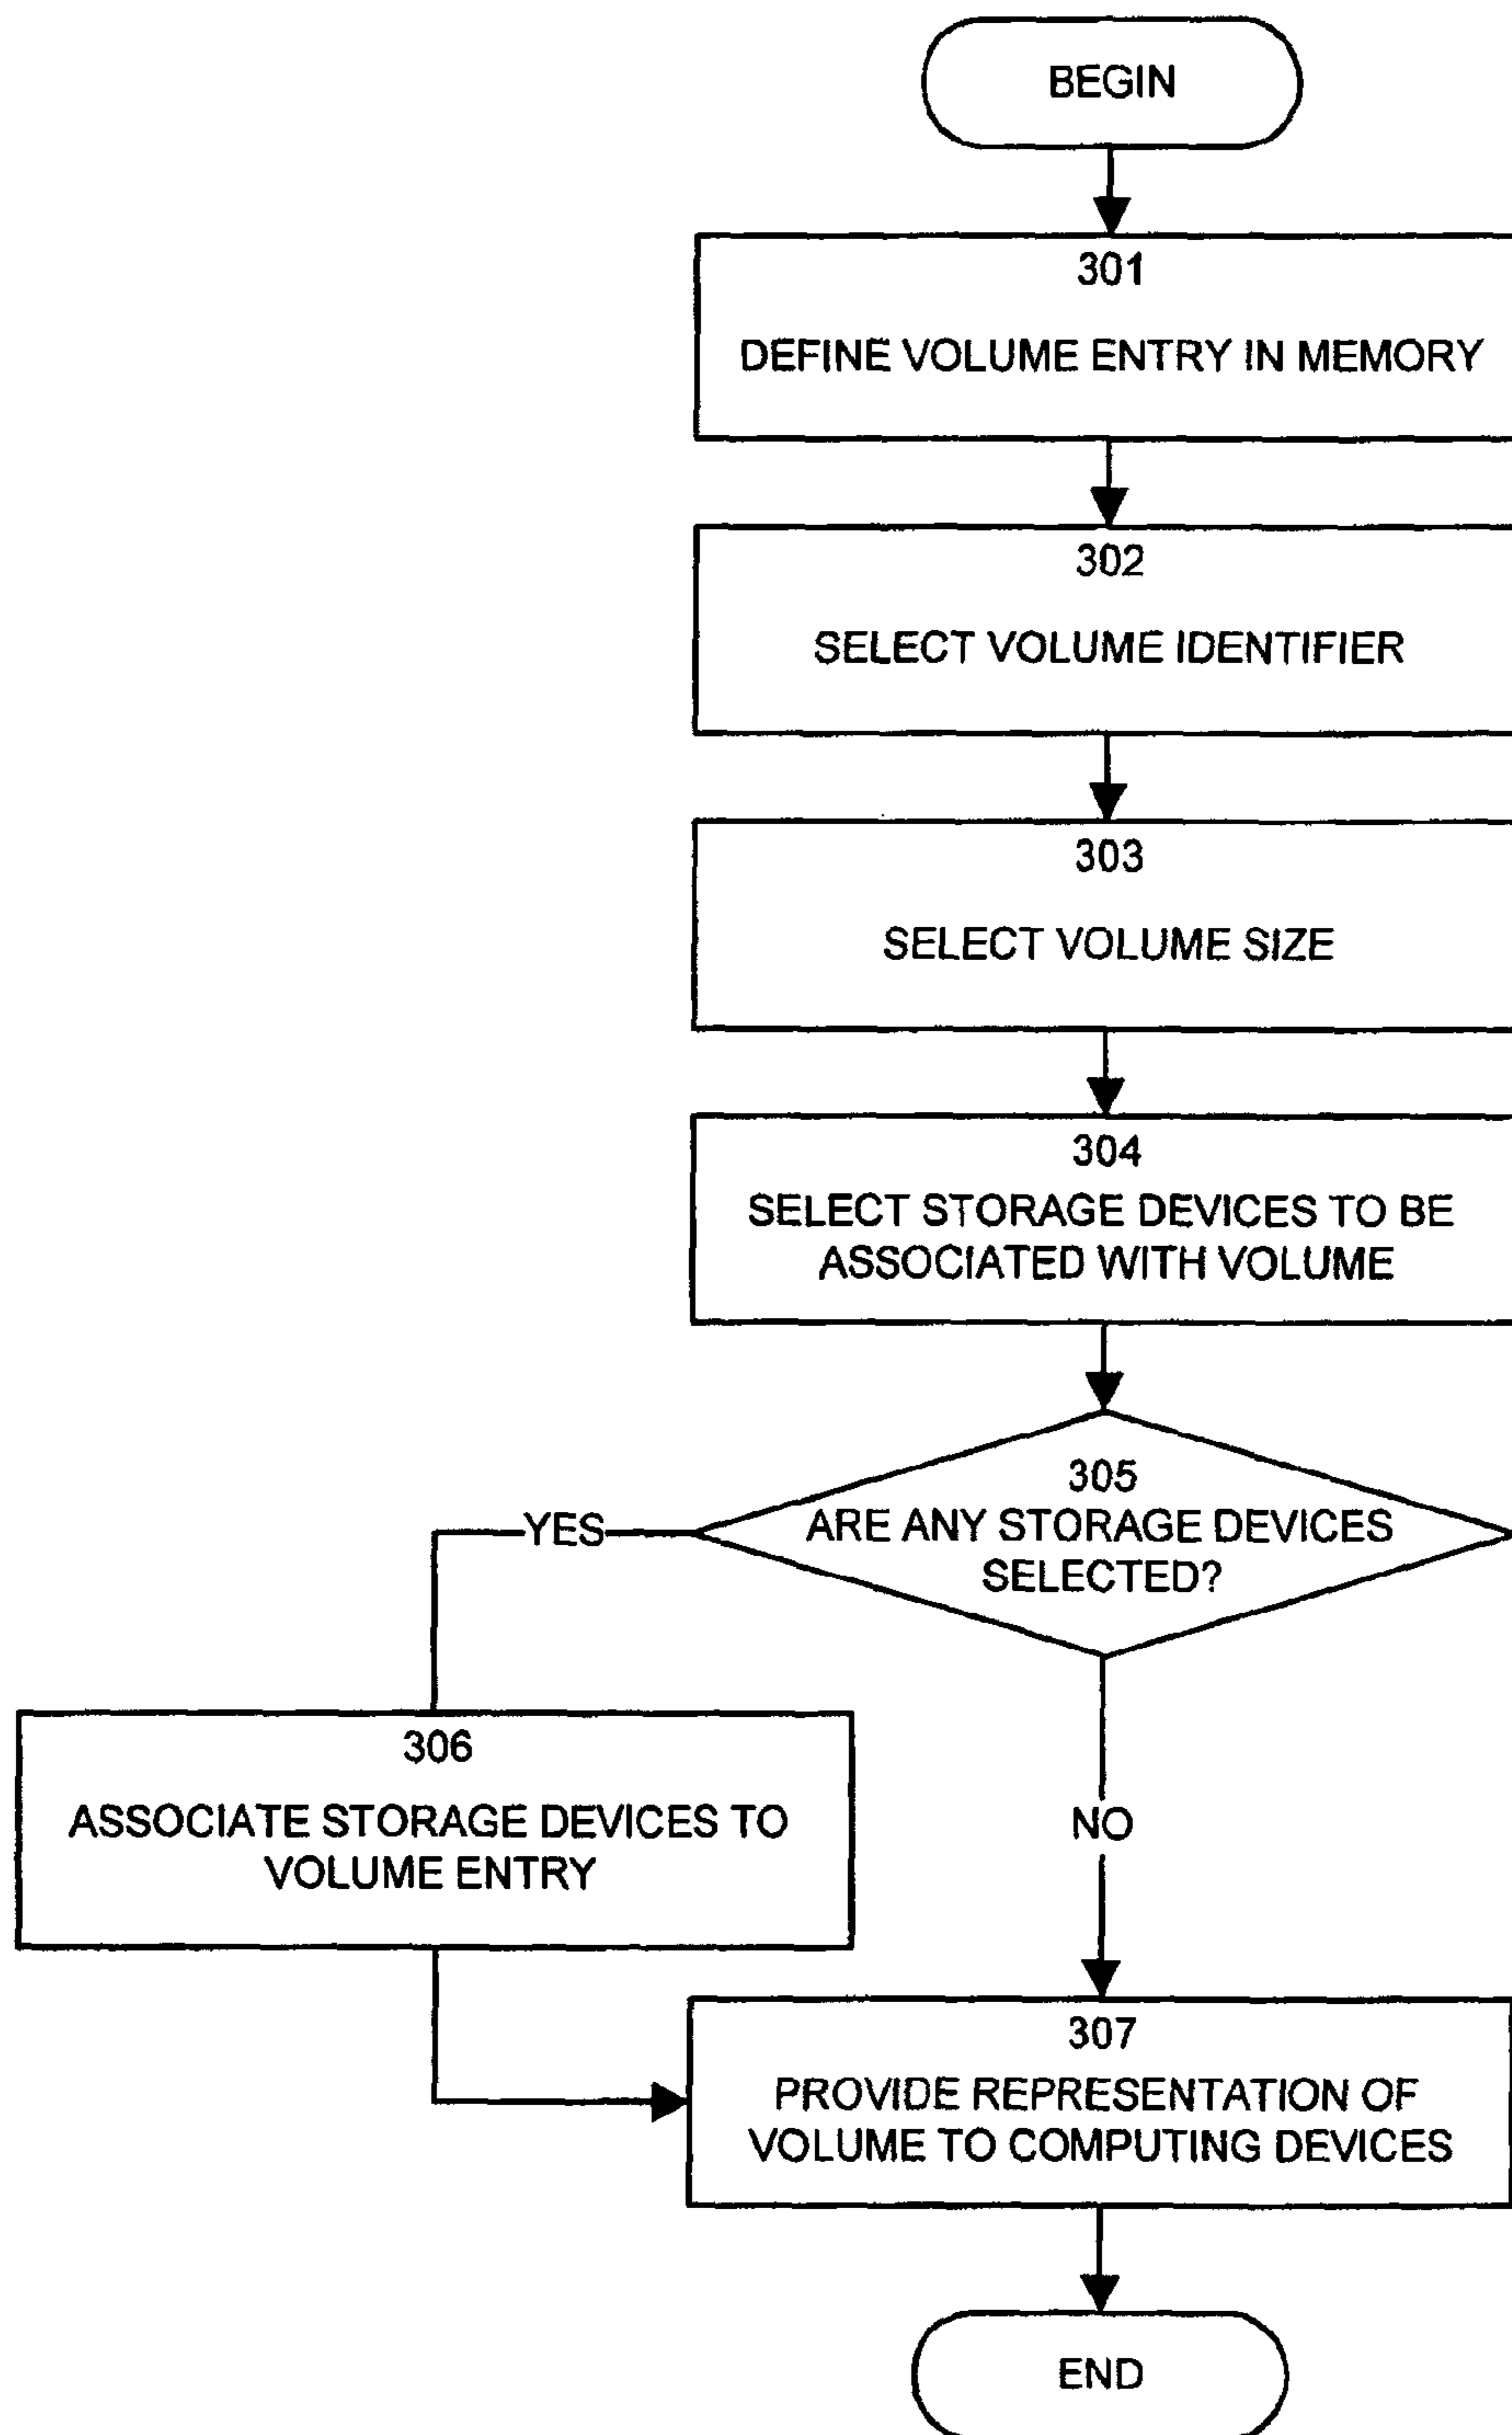 BEGIN
301
DEFINE VOLUME ENTRY IN MEMORY
302
SELECT VOLUME IDENTIFIER
303
SELECT VOLUME SIZE
304
SELECT STORAGE DEVICES TO BE
ASSOCIATED WITH VOLUME
305
ARE ANY STORAGE DEVICES
SELECTED?
YES
306
ASSOCIATE STORAGE DEVICES TO
VOLUME ENTRY
NO
307
PROVIDE REPRESENTATION OF
VOLUME TO COMPUTING DEVICES
END